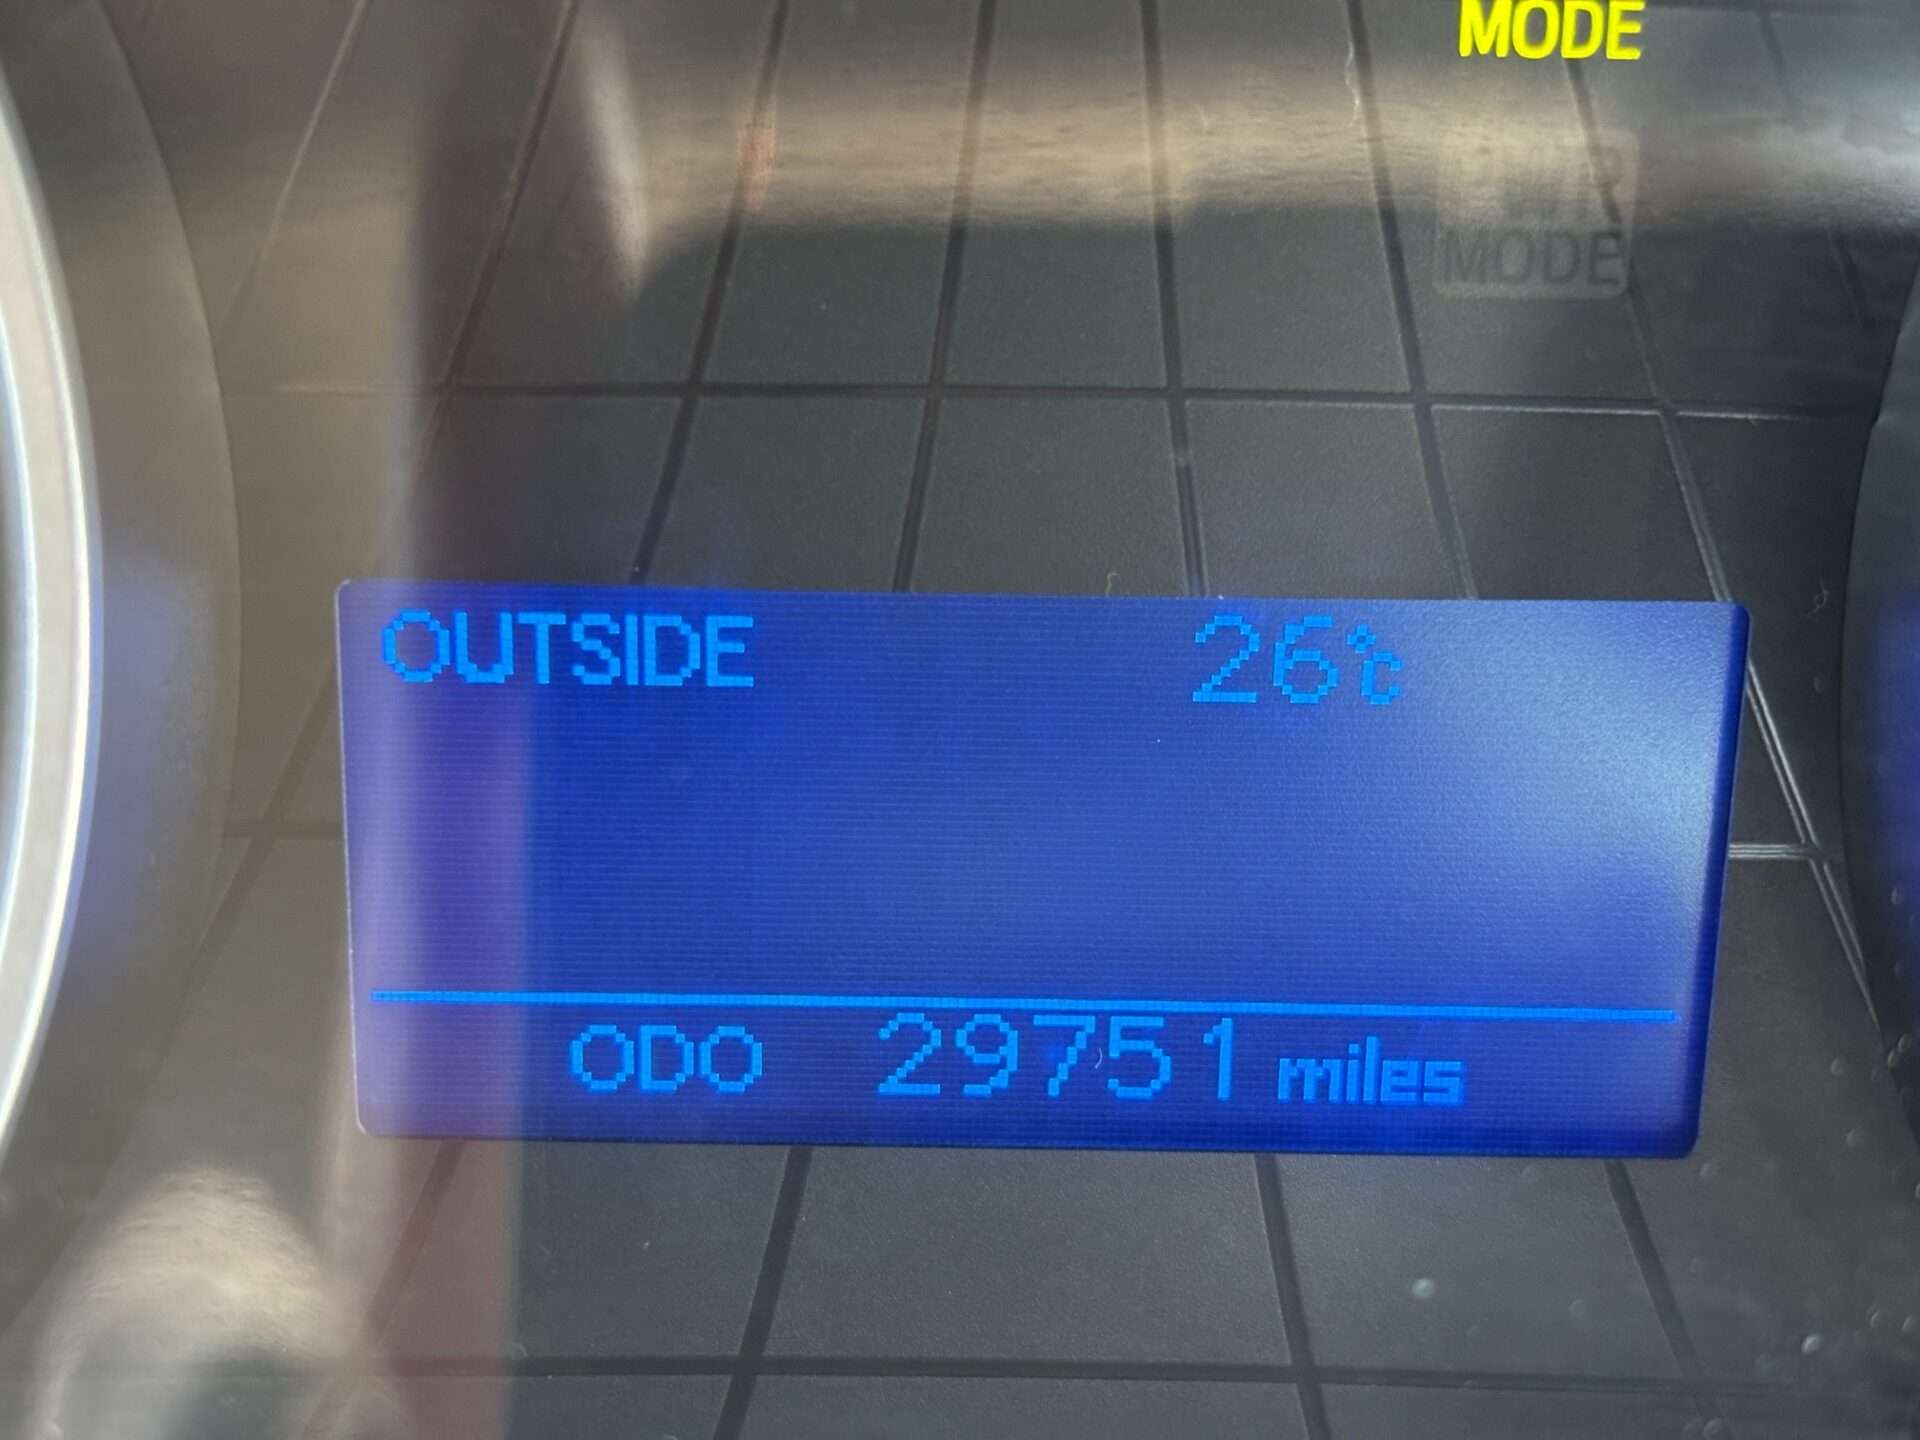 MODE
MODE
OUTSIDE 26℃
ODO 29751 miles